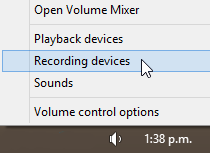 Open Volume Mixer
Playback devices
Recording devices
Sounds
Volume control options
1:38 p.m.